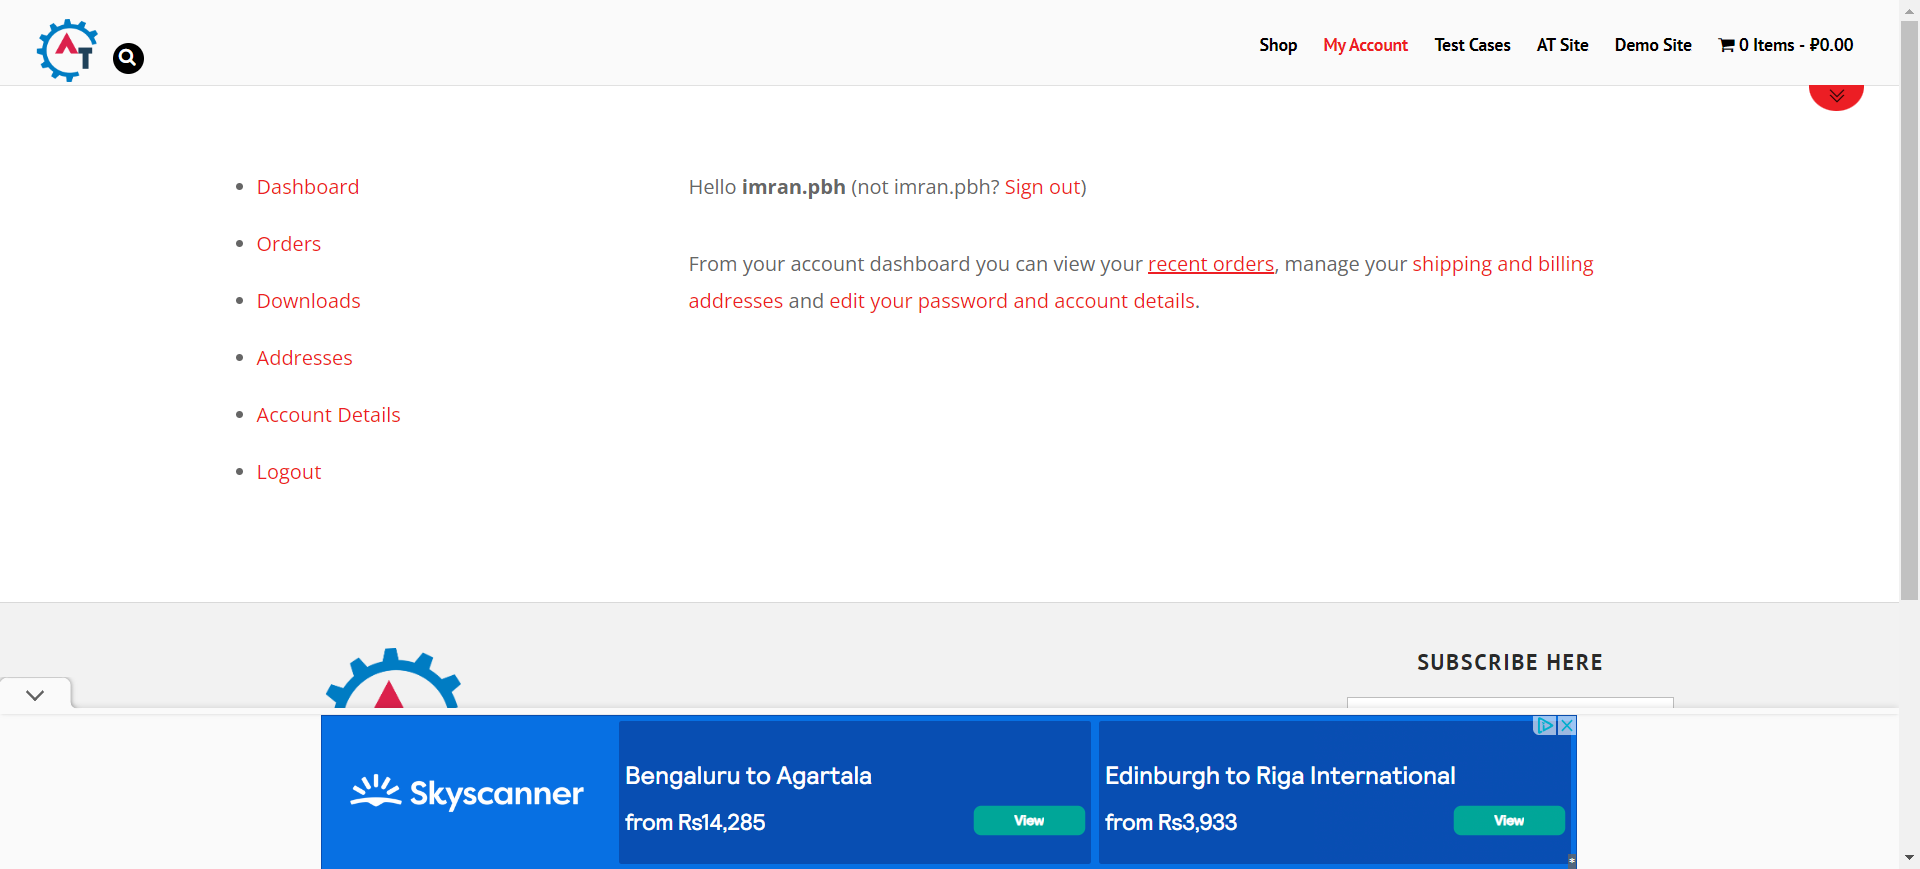 AT
Shop My Account Test Cases AT Site Demo Site 0 Items - ₽0.00
Dashboard
Orders
Downloads
Addresses
Account Details
Logout
Hello imran.pbh (not imran.pbh? Sign out)
From your account dashboard you can view your recent orders, manage your shipping and billing
addresses and edit your password and account details.
SUBSCRIBE HERE
Skyscanner
Bengaluru to Agartala
from Rs14,285
View
Edinburgh to Riga International
from Rs3,933
View